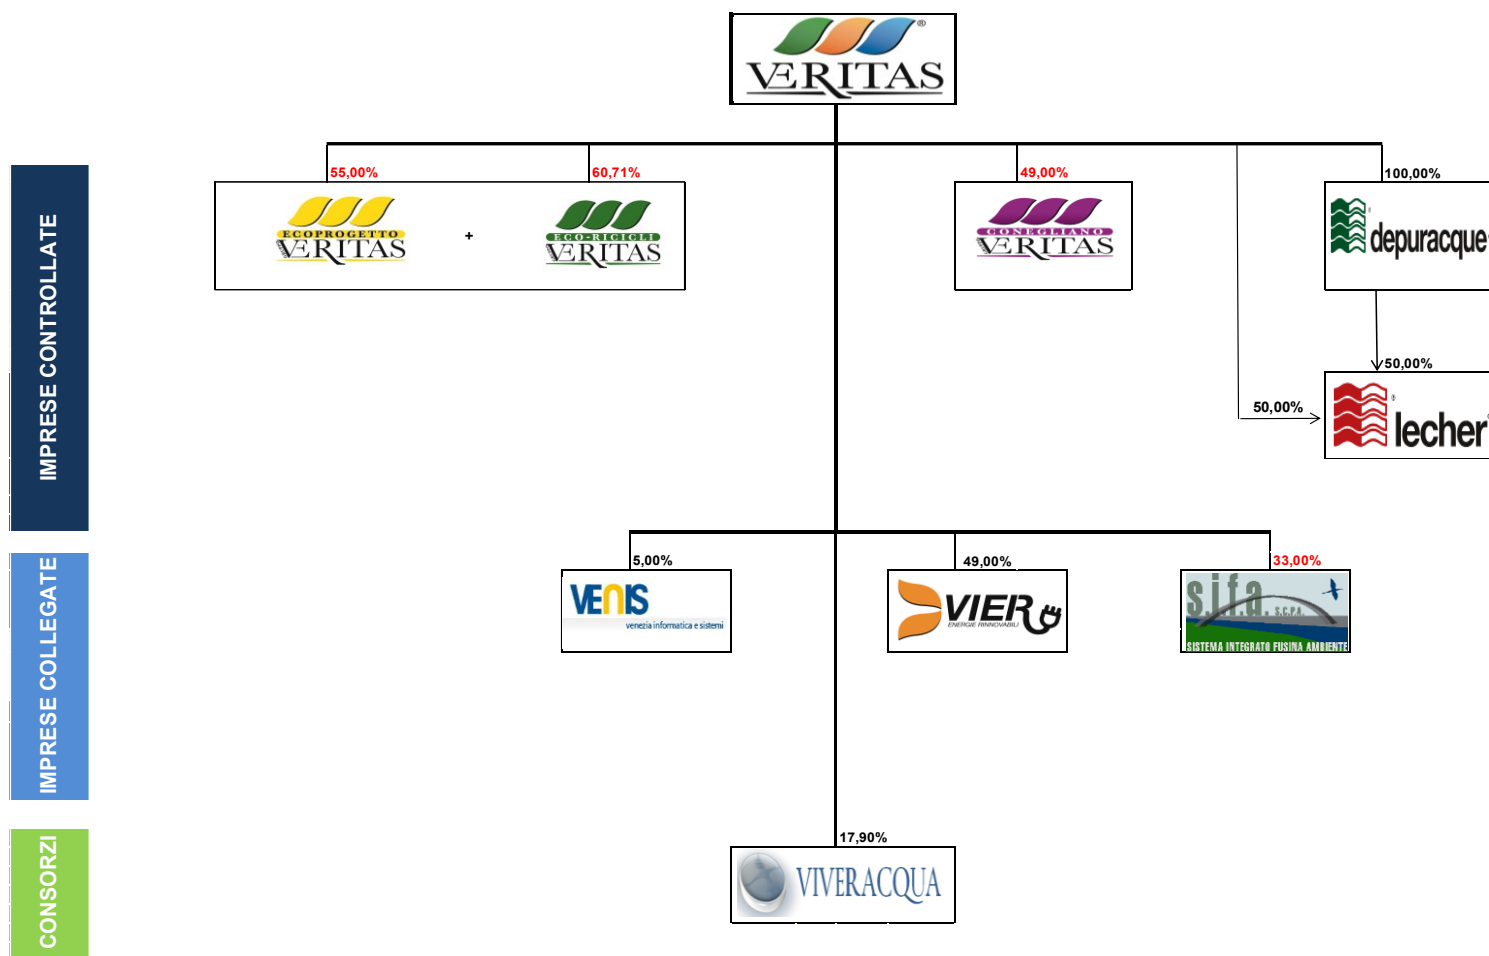 VERITAS®
IMPRESE CONTROLLATE
55,00%
60,71%
49,00%
100,00%
ECOPROGETTO
VERITAS
+
ECO-RICICLI
VERITAS
CONEGLIANO
VERITAS
depuracque
50,00%
50,00%
lecher
IMPRESE COLLEGATE
5,00%
49,00%
33,00%
VENIS
venezia informatica e sistemi
VIER
ENERGIE RINNOVABILI
s.i.f.a. S.C.P.A.
SISTEMA INTEGRATO FUSINA AMBIENTE
CONSORZI
17,90%
VIVERACQUA